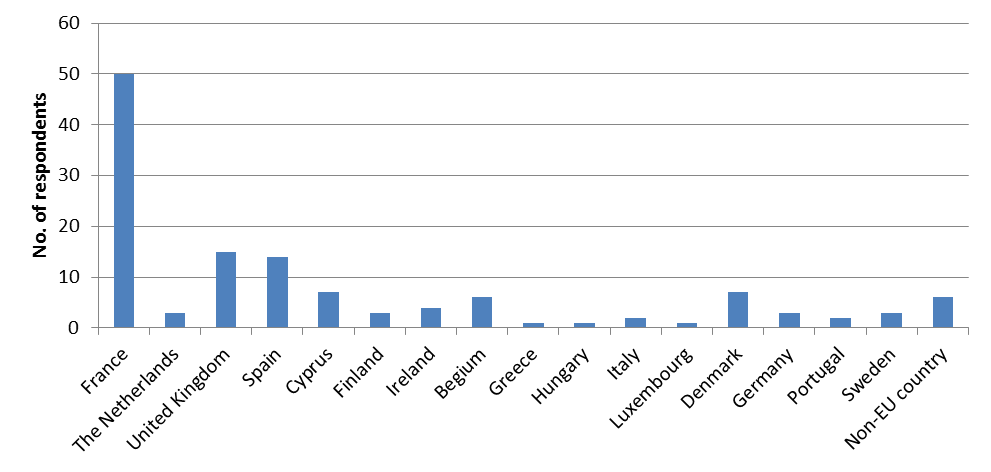 60
50
40
30
20
10
0
No. of respondents
France
The Netherlands
United Kingdom
Spain
Cyprus
Finland
Ireland
Begium
Greece
Hungary
Italy
Luxembourg
Denmark
Germany
Portugal
Sweden
Non-EU country